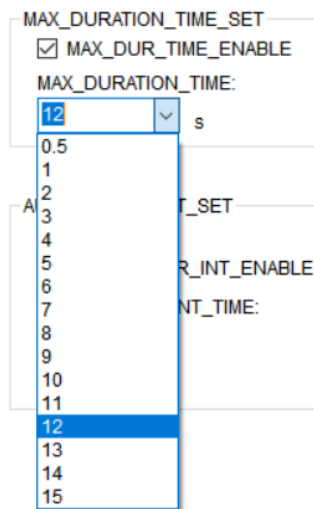 MAX_DURATION_TIME_SET
MAX_DUR_TIME_ENABLE
MAX_DURATION_TIME:
12
s
0.5
1
2
3
4
5
6
7
8
9
10
11
12
13
14
15
T_SET
R_INT_ENABLE
NT_TIME: